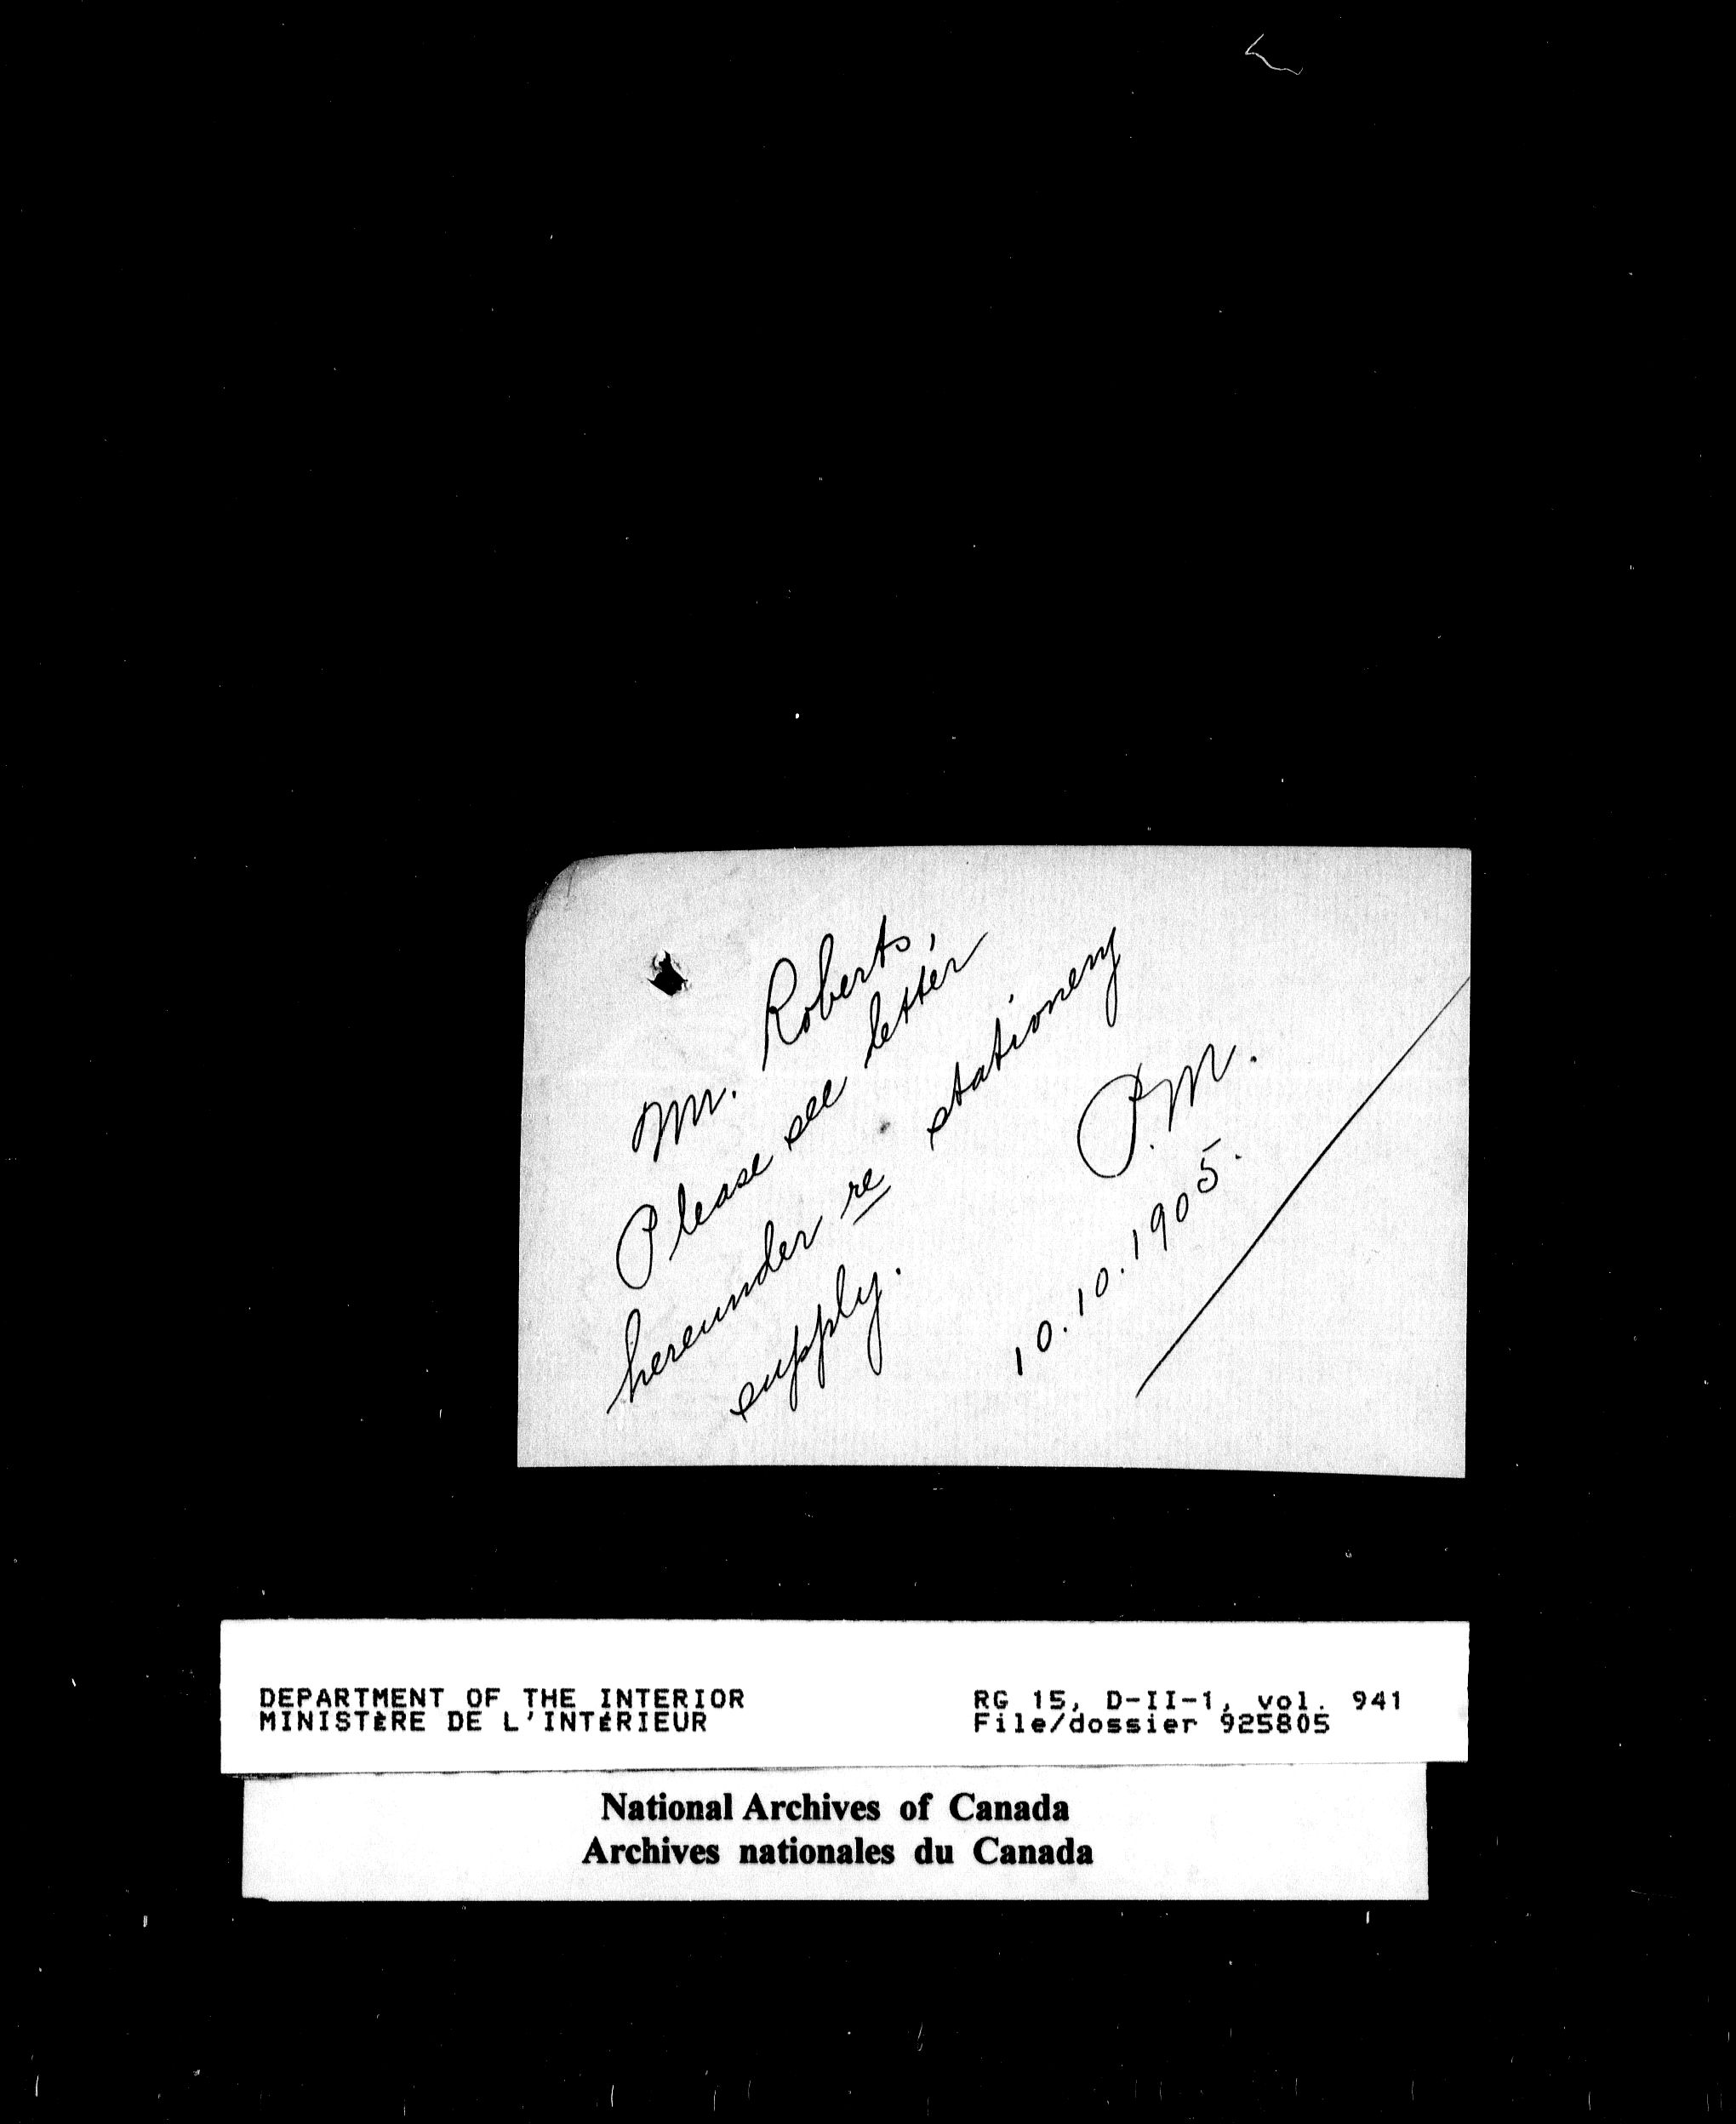 Mr. Roberts,
Please see letter
hereunder re stationery
supply.
P.M.
10.10.1905.
DEPARTMENT OF THE INTERIOR
MINISTÈRE DE L'INTÉRIEUR
RG 15, D-II-1, vol. 941
File/dossier 925805
National Archives of Canada
Archives nationales du Canada